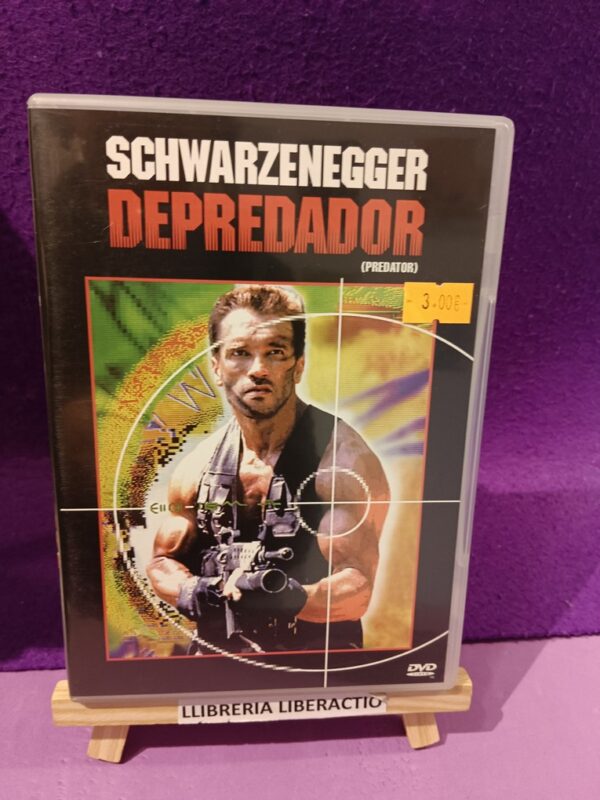 SCHWARZENEGGER
DEPREDADOR
(PREDATOR)
3.00€
DVD
LLIBRERIA LIBERACTIO